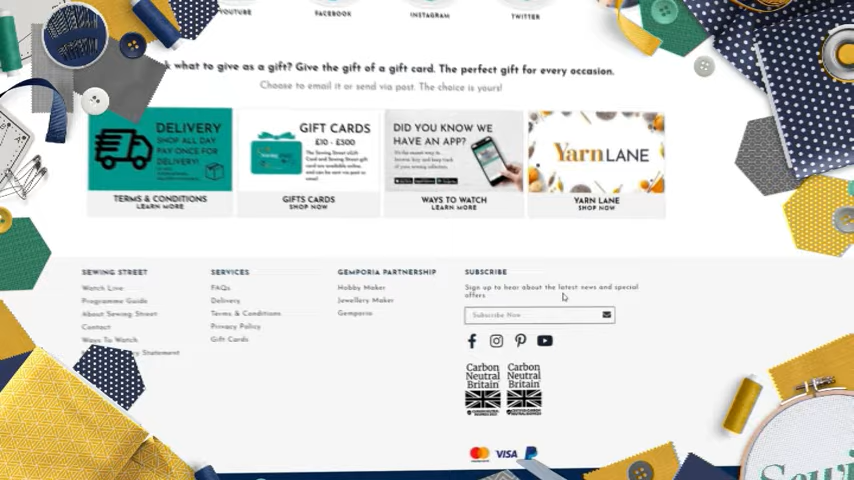 YOUTUBE
FACEBOOK
INSTAGRAM
TWITTER
what to give as a gift? Give the gift of a gift card. The perfect gift for every occasion.
Choose to email it or send via post. The choice is yours!
DELIVERY
SHOP ALL DAY
PAY ONCE FOR
DELIVERY!
TERMS & CONDITIONS
LEARN MORE
GIFT CARDS
£10 - £500
The Sewing Street eGift
Card and Sewing Street gift
card are available online
and can be sent via post or
email
GIFTS CARDS
SHOP NOW
DID YOU KNOW WE
HAVE AN APP?
WAYS TO WATCH
LEARN MORE
Yarn LANE
YARN LANE
SHOP NOW
SEWING STREET
Watch Live
Programme Guide
About Sewing Street
Contact
Ways To Watch
Statement
SERVICES
FAQs
Delivery
Terms & Conditions
Privacy Policy
Gift Cards
GEMPORIA PARTNERSHIP
Hobby Maker
Jewellery Maker
Gemporia
SUBSCRIBE
Sign up to hear about the latest news and special
offers
Subscribe Now
Carbon
Neutral
Britain
Carbon
Neutral
Britain
VISA
Sewi